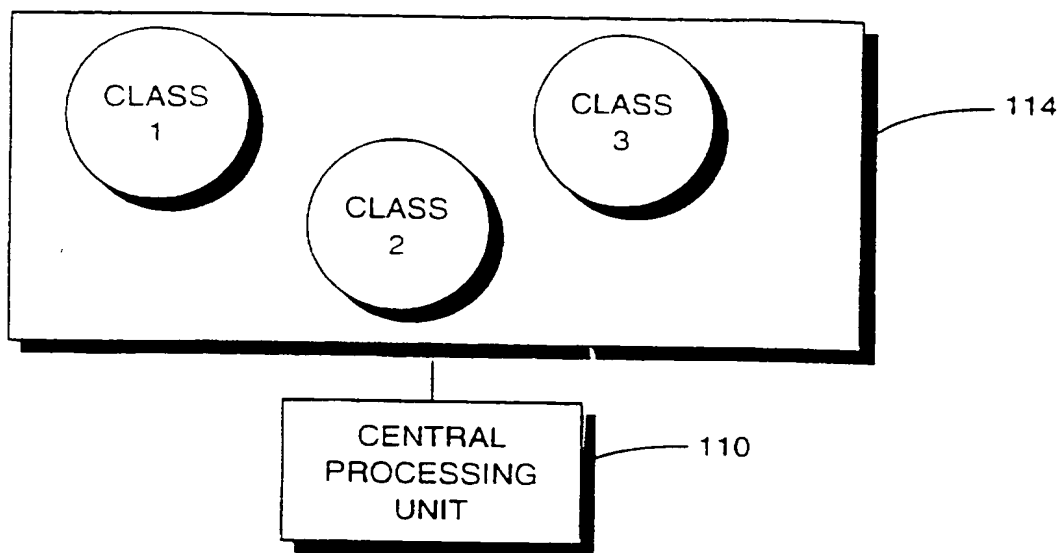 CLASS
1
CLASS
2
CLASS
3
114
CENTRAL
PROCESSING
UNIT
110